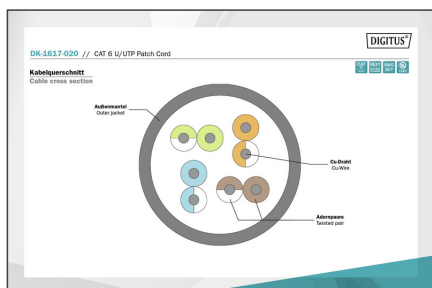 DIGITUS®
DK-1617-020 // CAT 6 U/UTP Patch Cord
Kabelquerschnitt
Cable cross section
Außenmantel
Outer jacket
Cu-Draht
Cu-Wire
Adernpaare
Twisted pair